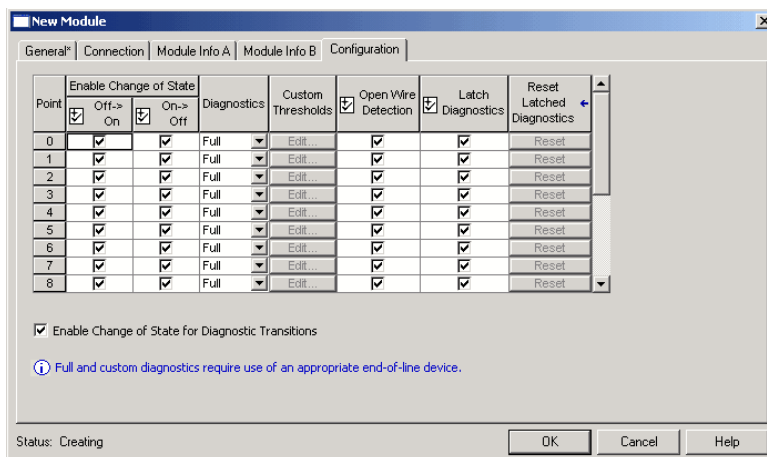 New Module
General* Connection Module Info A Module Info B Configuration
Point Enable Change of State Off-> On On-> Off Diagnostics Custom Thresholds Open Wire Detection Latch Diagnostics Reset Latched Diagnostics
0 Full Edit... Reset
1 Full Edit... Reset
2 Full Edit... Reset
3 Full Edit... Reset
4 Full Edit... Reset
5 Full Edit... Reset
6 Full Edit... Reset
7 Full Edit... Reset
8 Full Edit... Reset
Enable Change of State for Diagnostic Transitions
Full and custom diagnostics require use of an appropriate end-of-line device.
Status: Creating OK Cancel Help